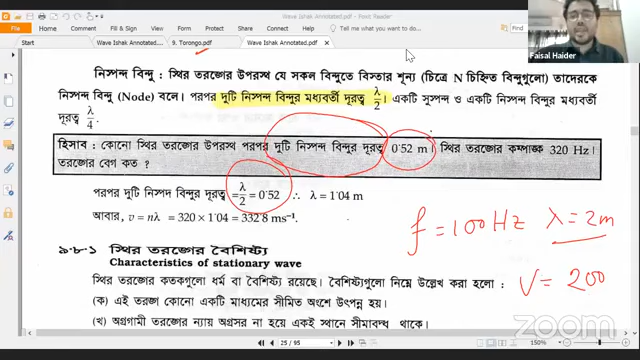 Wave Ishak Annotated.pdf - Foxit Reader
File Home Comment View Form Protect Share Help Tell me what you want to do...
Start 9. Torongo.pdf Wave Ishak Annotated.pdf
Faisal Haider
নিস্পন্দ বিন্দু : স্থির তরঙ্গের উপরস্থ যে সকল বিন্দুতে বিস্তার শূন্য (চিত্রে N চিহ্নিত বিন্দুগুলো) তাদেরকে
নিস্পন্দ বিন্দু (Node) বলে। পরপর দুটি নিস্পন্দ বিন্দুর মধ্যবর্তী দূরত্ব λ/2। একটি সুস্পন্দ ও একটি নিস্পন্দ বিন্দুর মধ্যবর্তী
দূরত্ব λ/4
হিসাব : কোনো স্থির তরঙ্গের উপরস্থ পরপর দুটি নিস্পন্দ বিন্দুর দূরত্ব 0·52 m। স্থির তরঙ্গের কম্পাঙ্ক 320 Hz।
তরঙ্গের বেগ কত ?
পরপর দুটি নিস্পন্দ বিন্দুর দূরত্ব = λ/2 = 0·52 ∴ λ = 1·04 m
আবার, v = nλ = 320 × 1·04 = 332·8 ms⁻¹.
f = 100 Hz λ = 2m
৯·৮·১ স্থির তরঙ্গের বৈশিষ্ট্য
Characteristics of stationary wave
V = 200
স্থির তরঙ্গের কতকগুলো ধর্ম বা বৈশিষ্ট্য রয়েছে। বৈশিষ্ট্যগুলো নিম্নে উল্লেখ করা হলো :
(ক) এই তরঙ্গ কোনো একটি মাধ্যমের সীমিত অংশে উৎপন্ন হয়।
(খ) অগ্রগামী তরঙ্গের ন্যায় অগ্রসর না হয়ে একই স্থানে সীমাবদ্ধ থাকে।
zoom
25 / 95 150%